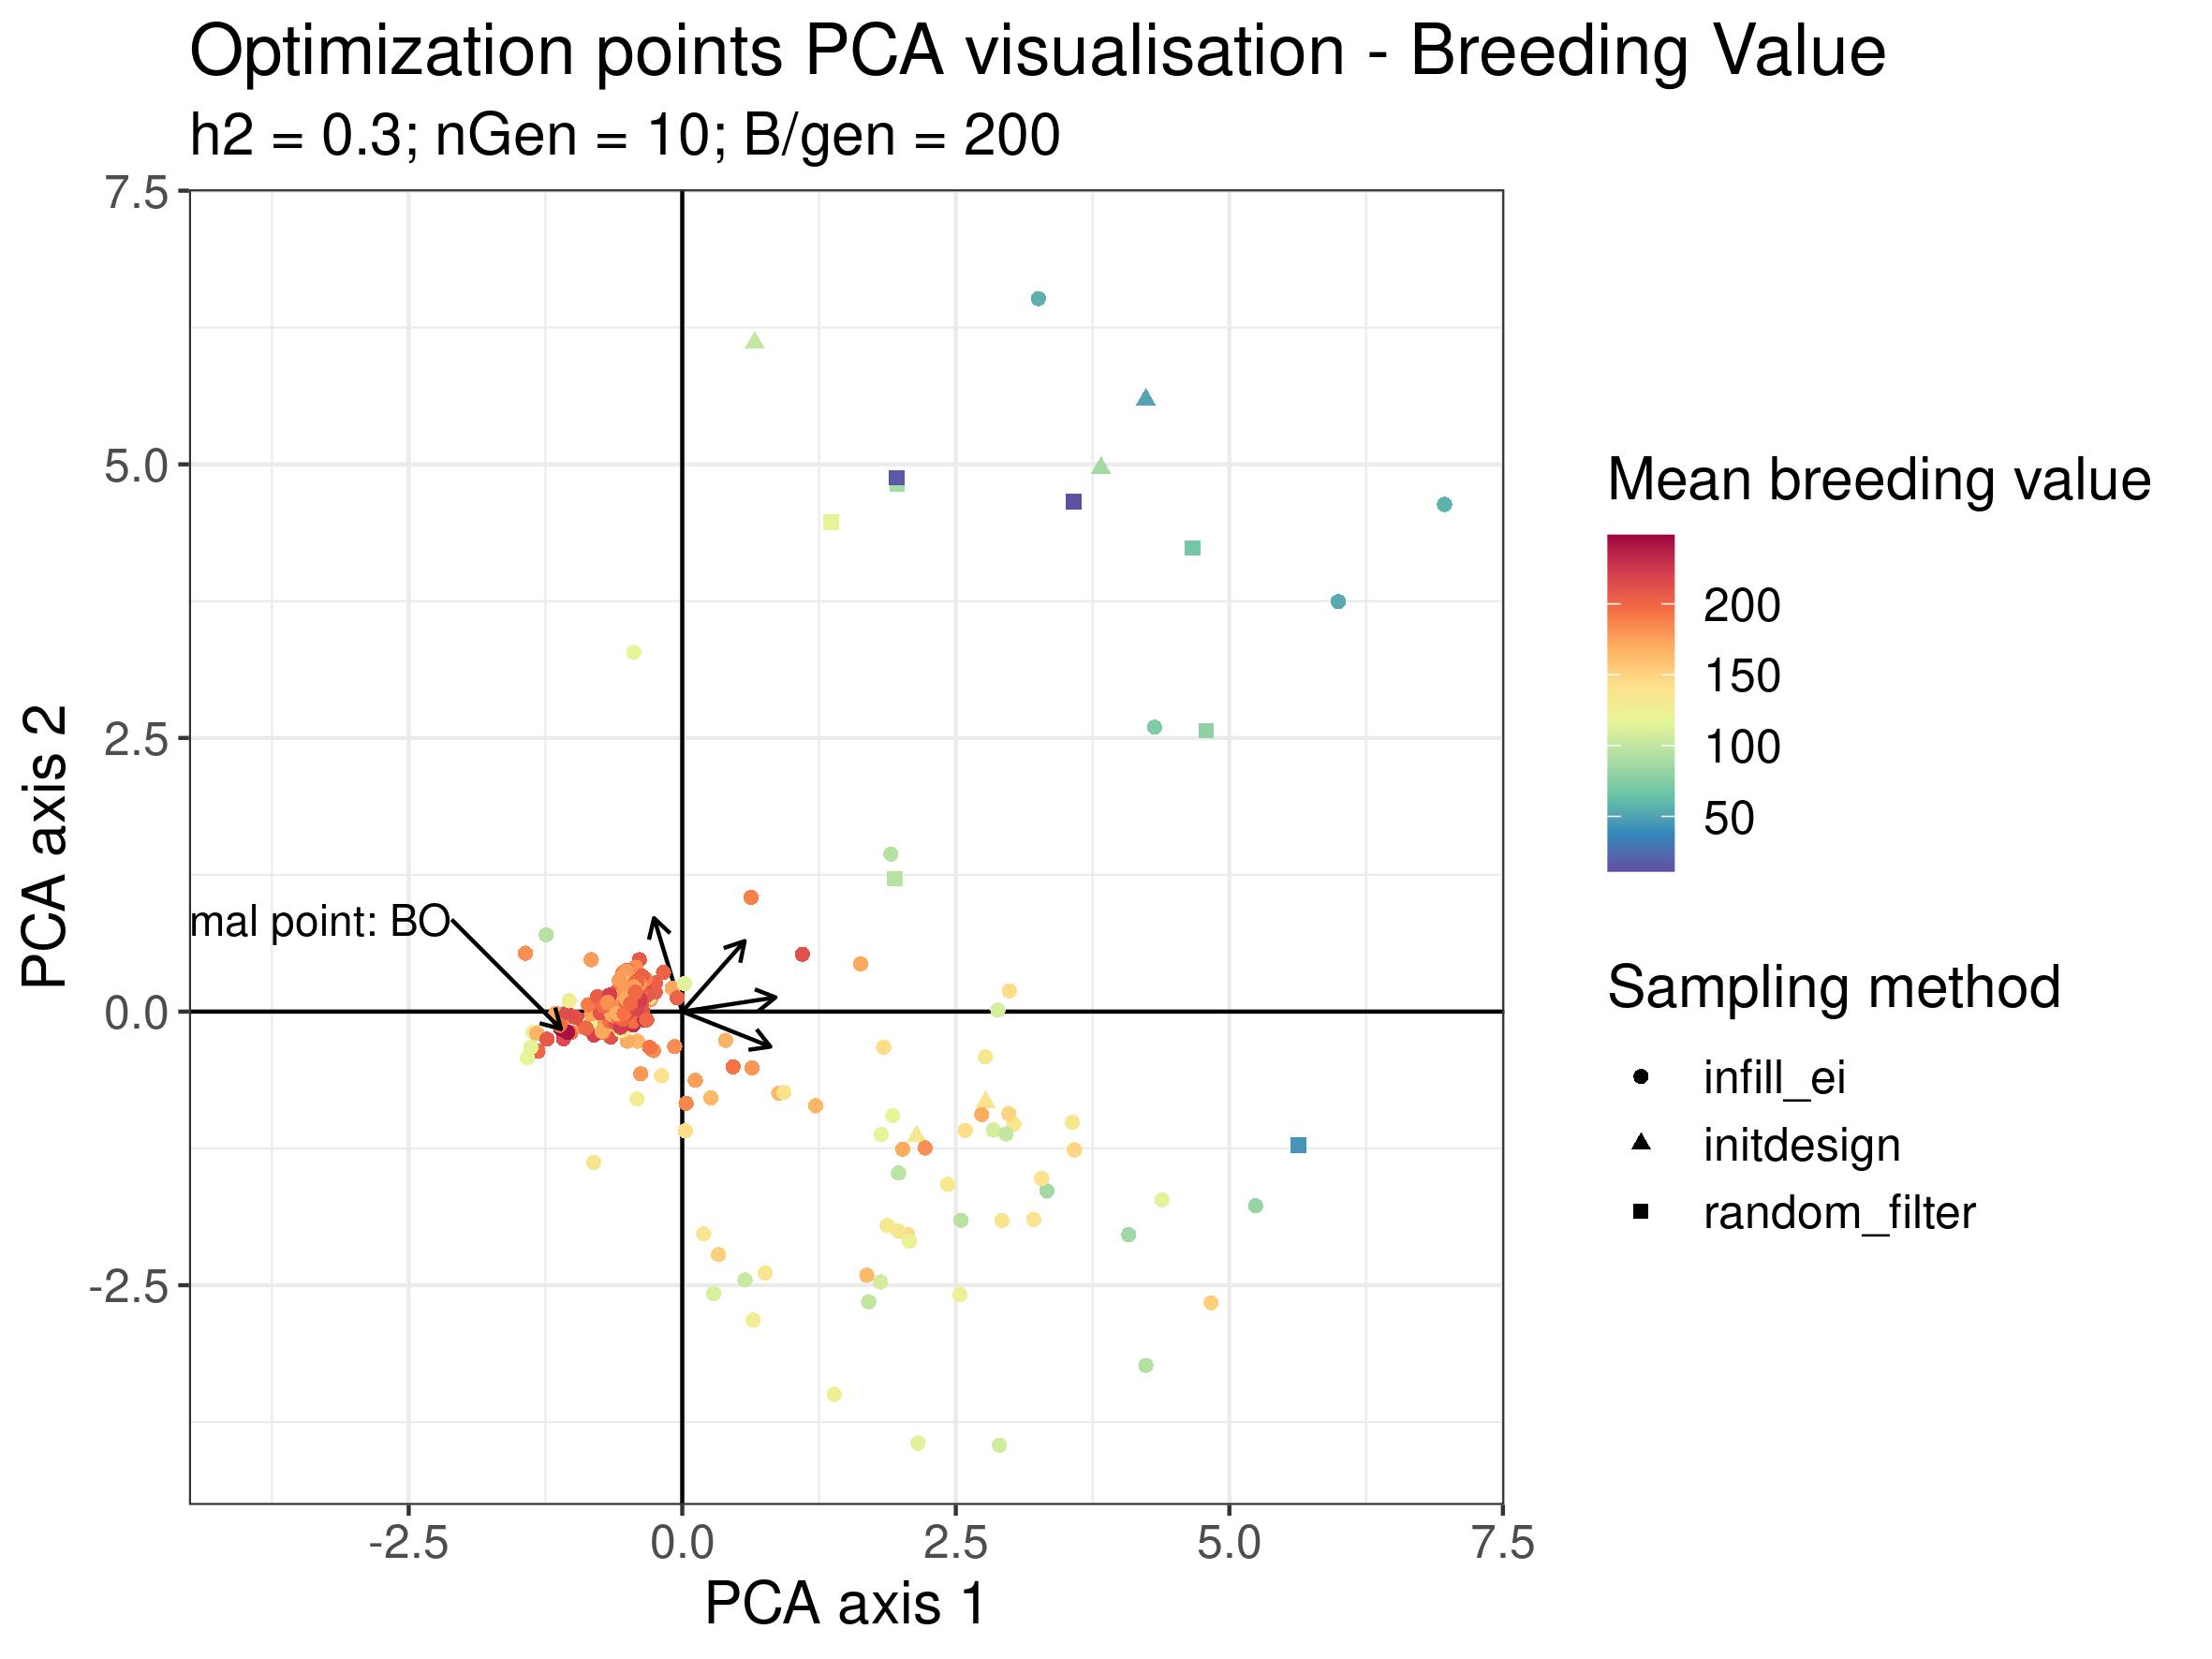 Optimization points PCA visualisation - Breeding Value
h2 = 0.3; nGen = 10; B/gen = 200
7.5
5.0
2.5
0.0
-2.5
PCA axis 2
mal point: BO
-2.5
0.0
2.5
5.0
7.5
PCA axis 1
Mean breeding value
200
150
100
50
Sampling method
infill_ei
initdesign
random_filter